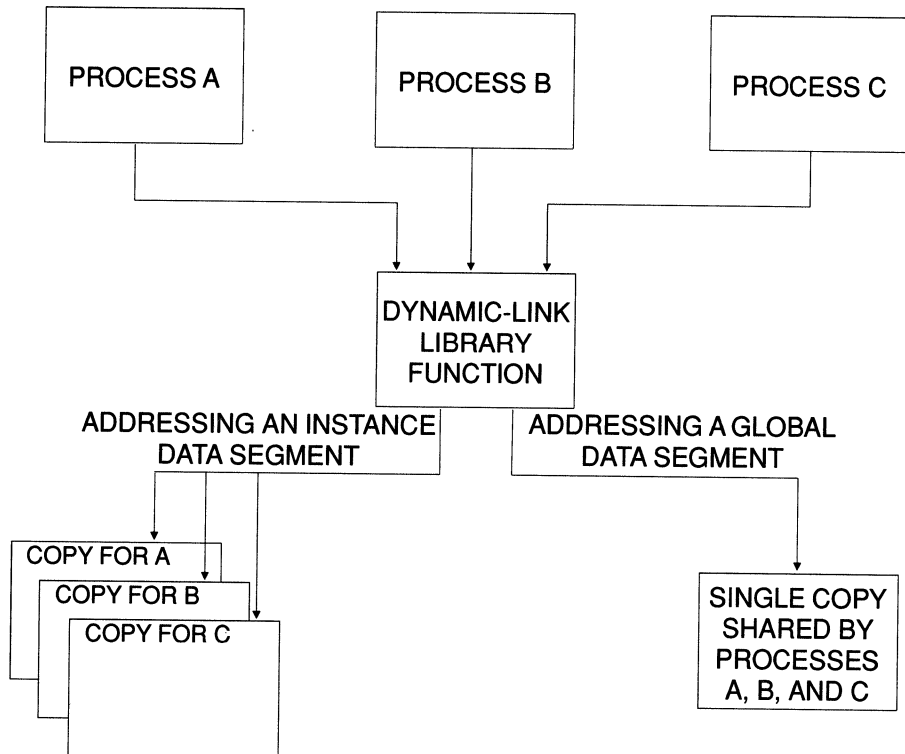 PROCESS A
PROCESS B
PROCESS C
DYNAMIC-LINK
LIBRARY
FUNCTION
ADDRESSING AN INSTANCE
DATA SEGMENT
ADDRESSING A GLOBAL
DATA SEGMENT
COPY FOR A
COPY FOR B
COPY FOR C
SINGLE COPY
SHARED BY
PROCESSES
A, B, AND C